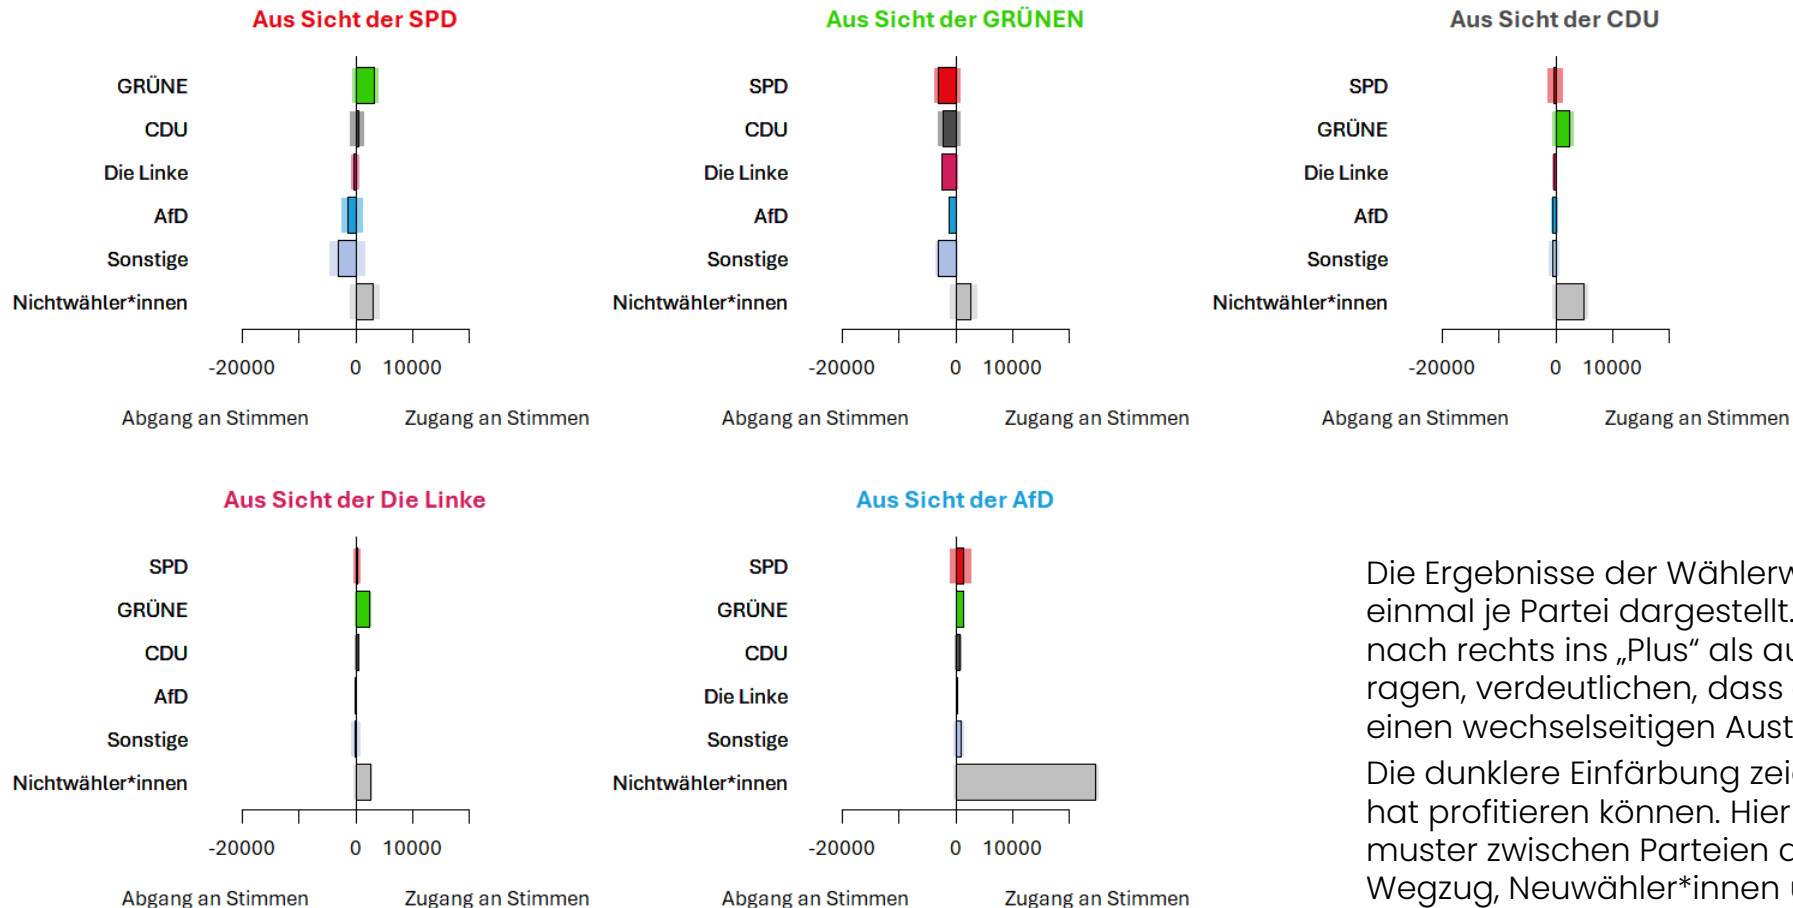 Aus Sicht der SPD
GRÜNE
CDU
Die Linke
AfD
Sonstige
Nichtwähler*innen
-20000 0 10000
Abgang an Stimmen Zugang an Stimmen
Aus Sicht der GRÜNEN
SPD
CDU
Die Linke
AfD
Sonstige
Nichtwähler*innen
-20000 0 10000
Abgang an Stimmen Zugang an Stimmen
Aus Sicht der CDU
SPD
GRÜNE
Die Linke
AfD
Sonstige
Nichtwähler*innen
-20000 0 10000
Abgang an Stimmen Zugang an Stimmen
Aus Sicht der Die Linke
SPD
GRÜNE
CDU
AfD
Sonstige
Nichtwähler*innen
-20000 0 10000
Abgang an Stimmen Zugang an Stimmen
Aus Sicht der AfD
SPD
GRÜNE
CDU
Die Linke
Sonstige
Nichtwähler*innen
-20000 0 10000
Abgang an Stimmen Zugang an Stimmen
Die Ergebnisse der
einmal je Partei dargestellt.
nach rechts ins „Plus“ als
ragen, verdeutlichen, dass
einen wechselseitigen
Die dunklere Einfärbung
hat profitieren können. Hier
muster zwischen Parteien
Wegzug, Neuwähler*innen